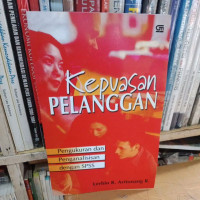 Kepuasan
PELANGGAN
Pengukuran dan
Penganalisisan
dengan SPSS